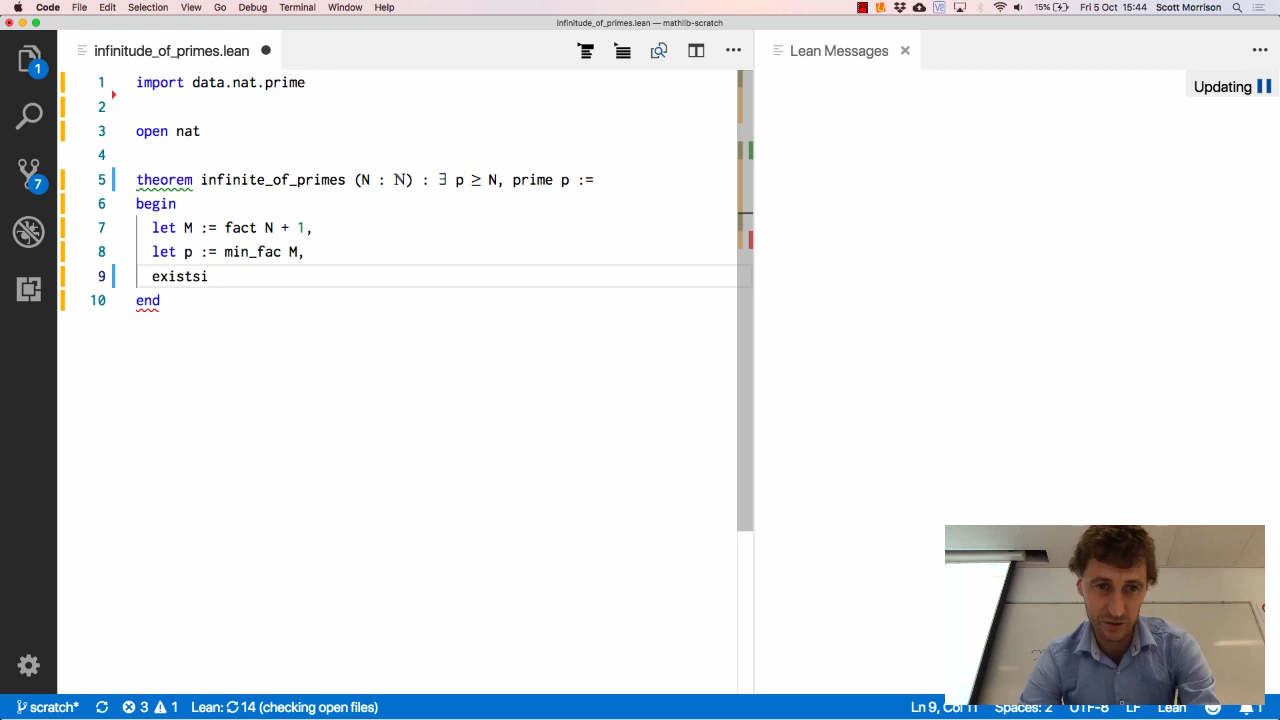 Code File Edit Selection View Go Debug Terminal Window Help 15% Fri 5 Oct 15:44 Scott Morrison
infinitude_of_primes.lean — mathlib-scratch
infinitude_of_primes.lean
Lean Messages
Updating
1 import data.nat.prime
2
3 open nat
4
5 theorem infinite_of_primes (N : ℕ) : ∃ p ≥ N, prime p :=
6 begin
7 let M := fact N + 1,
8 let p := min_fac M,
9 existsi
10 end
1
7
scratch* 3 1 Lean: 14 (checking open files) Ln 9, Col 11 Spaces: 2 UTF-8 LF Lean 1